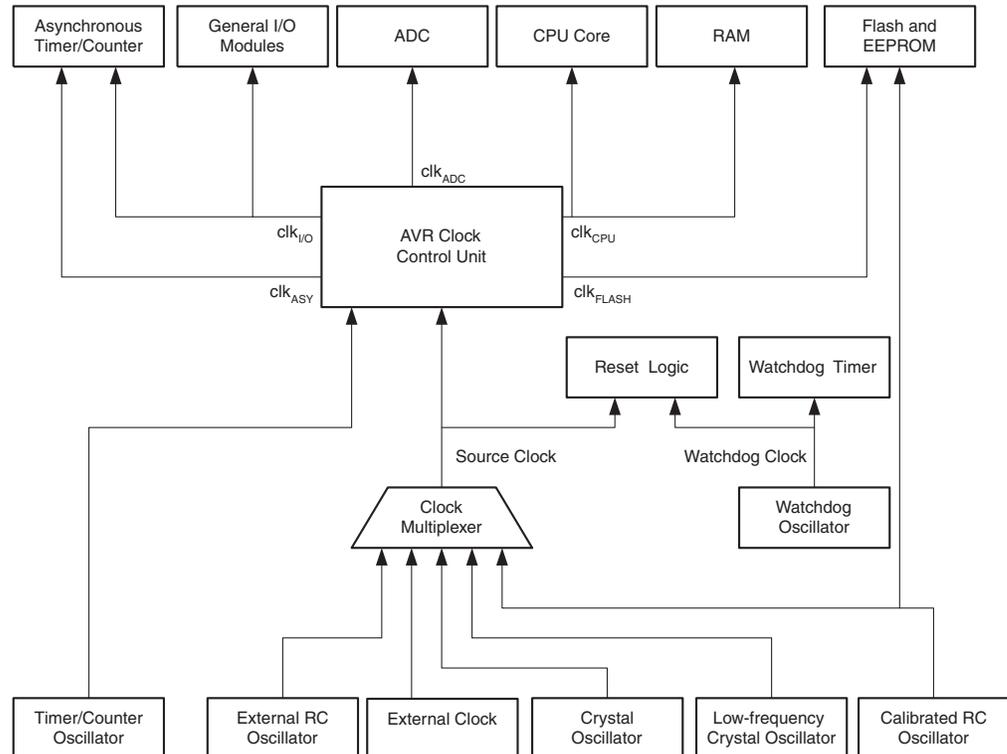 Asynchronous
Timer/Counter
General I/O
Modules
ADC
CPU Core
RAM
Flash and
EEPROM
clkADC
clkI/O
AVR Clock
Control Unit
clkCPU
clkASY
clkFLASH
Reset Logic
Watchdog Timer
Source Clock
Watchdog Clock
Clock
Multiplexer
Watchdog
Oscillator
Timer/Counter
Oscillator
External RC
Oscillator
External Clock
Crystal
Oscillator
Low-frequency
Crystal Oscillator
Calibrated RC
Oscillator